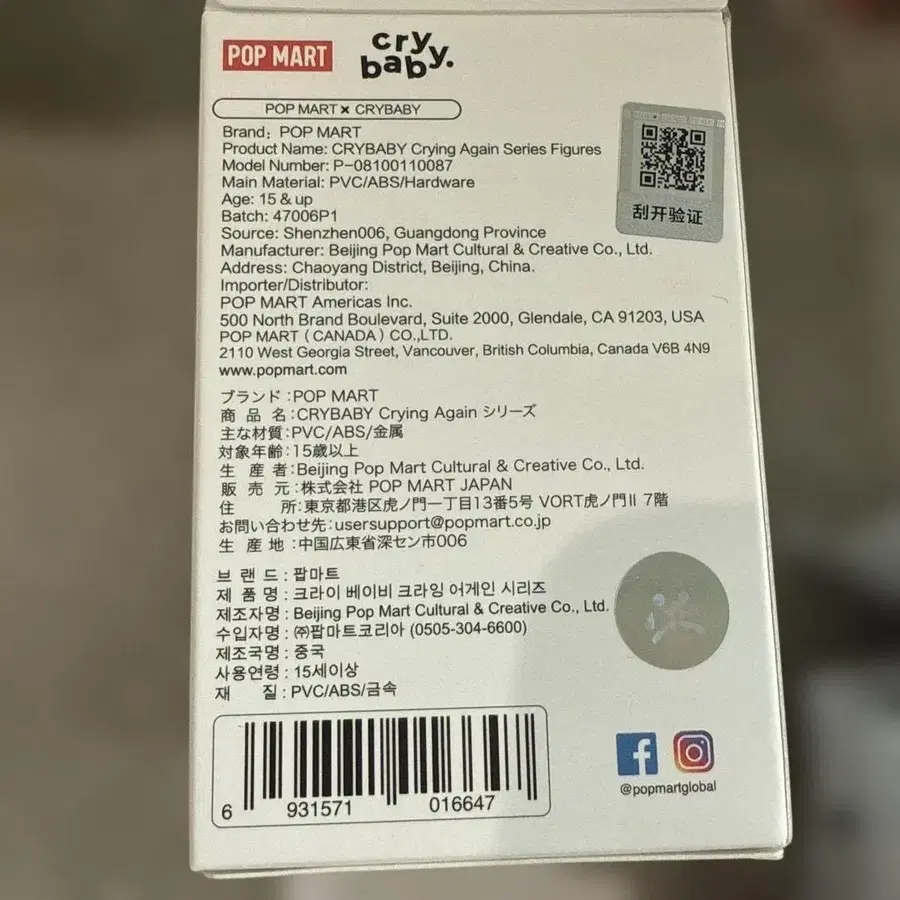 POP MART
cry
baby.
POP MART × CRYBABY
Brand: POP MART
Product Name: CRYBABY Crying Again Series Figures
Model Number: P-08100110087
Main Material: PVC/ABS/Hardware
Age: 15 & up
Batch: 47006P1
Source: Shenzhen006, Guangdong Province
Manufacturer: Beijing Pop Mart Cultural & Creative Co., Ltd.
Address: Chaoyang District, Beijing, China.
Importer/Distributor:
POP MART Americas Inc.
500 North Brand Boulevard, Suite 2000, Glendale, CA 91203, USA
POP MART (CANADA) CO.,LTD.
2110 West Georgia Street, Vancouver, British Columbia, Canada V6B 4N9
www.popmart.com
刮开验证
ブランド:POP MART
商品名:CRYBABY Crying Again シリーズ
主な材質:PVC/ABS/金属
対象年齢:15歳以上
生産者:Beijing Pop Mart Cultural & Creative Co., Ltd.
販売元:株式会社 POP MART JAPAN
住所:東京都港区虎ノ門一丁目13番5号 VORT虎ノ門II 7階
お問い合わせ先:usersupport@popmart.co.jp
生産地:中国広東省深セン市006
브랜드: 팝마트
제품명: 크라이 베이비 크라잉 어게인 시리즈
제조자명: Beijing Pop Mart Cultural & Creative Co., Ltd.
수입자명: ㈜팝마트코리아 (0505-304-6600)
제조국명: 중국
사용연령: 15세이상
재질: PVC/ABS/금속
6 931571 016647
@popmartglobal